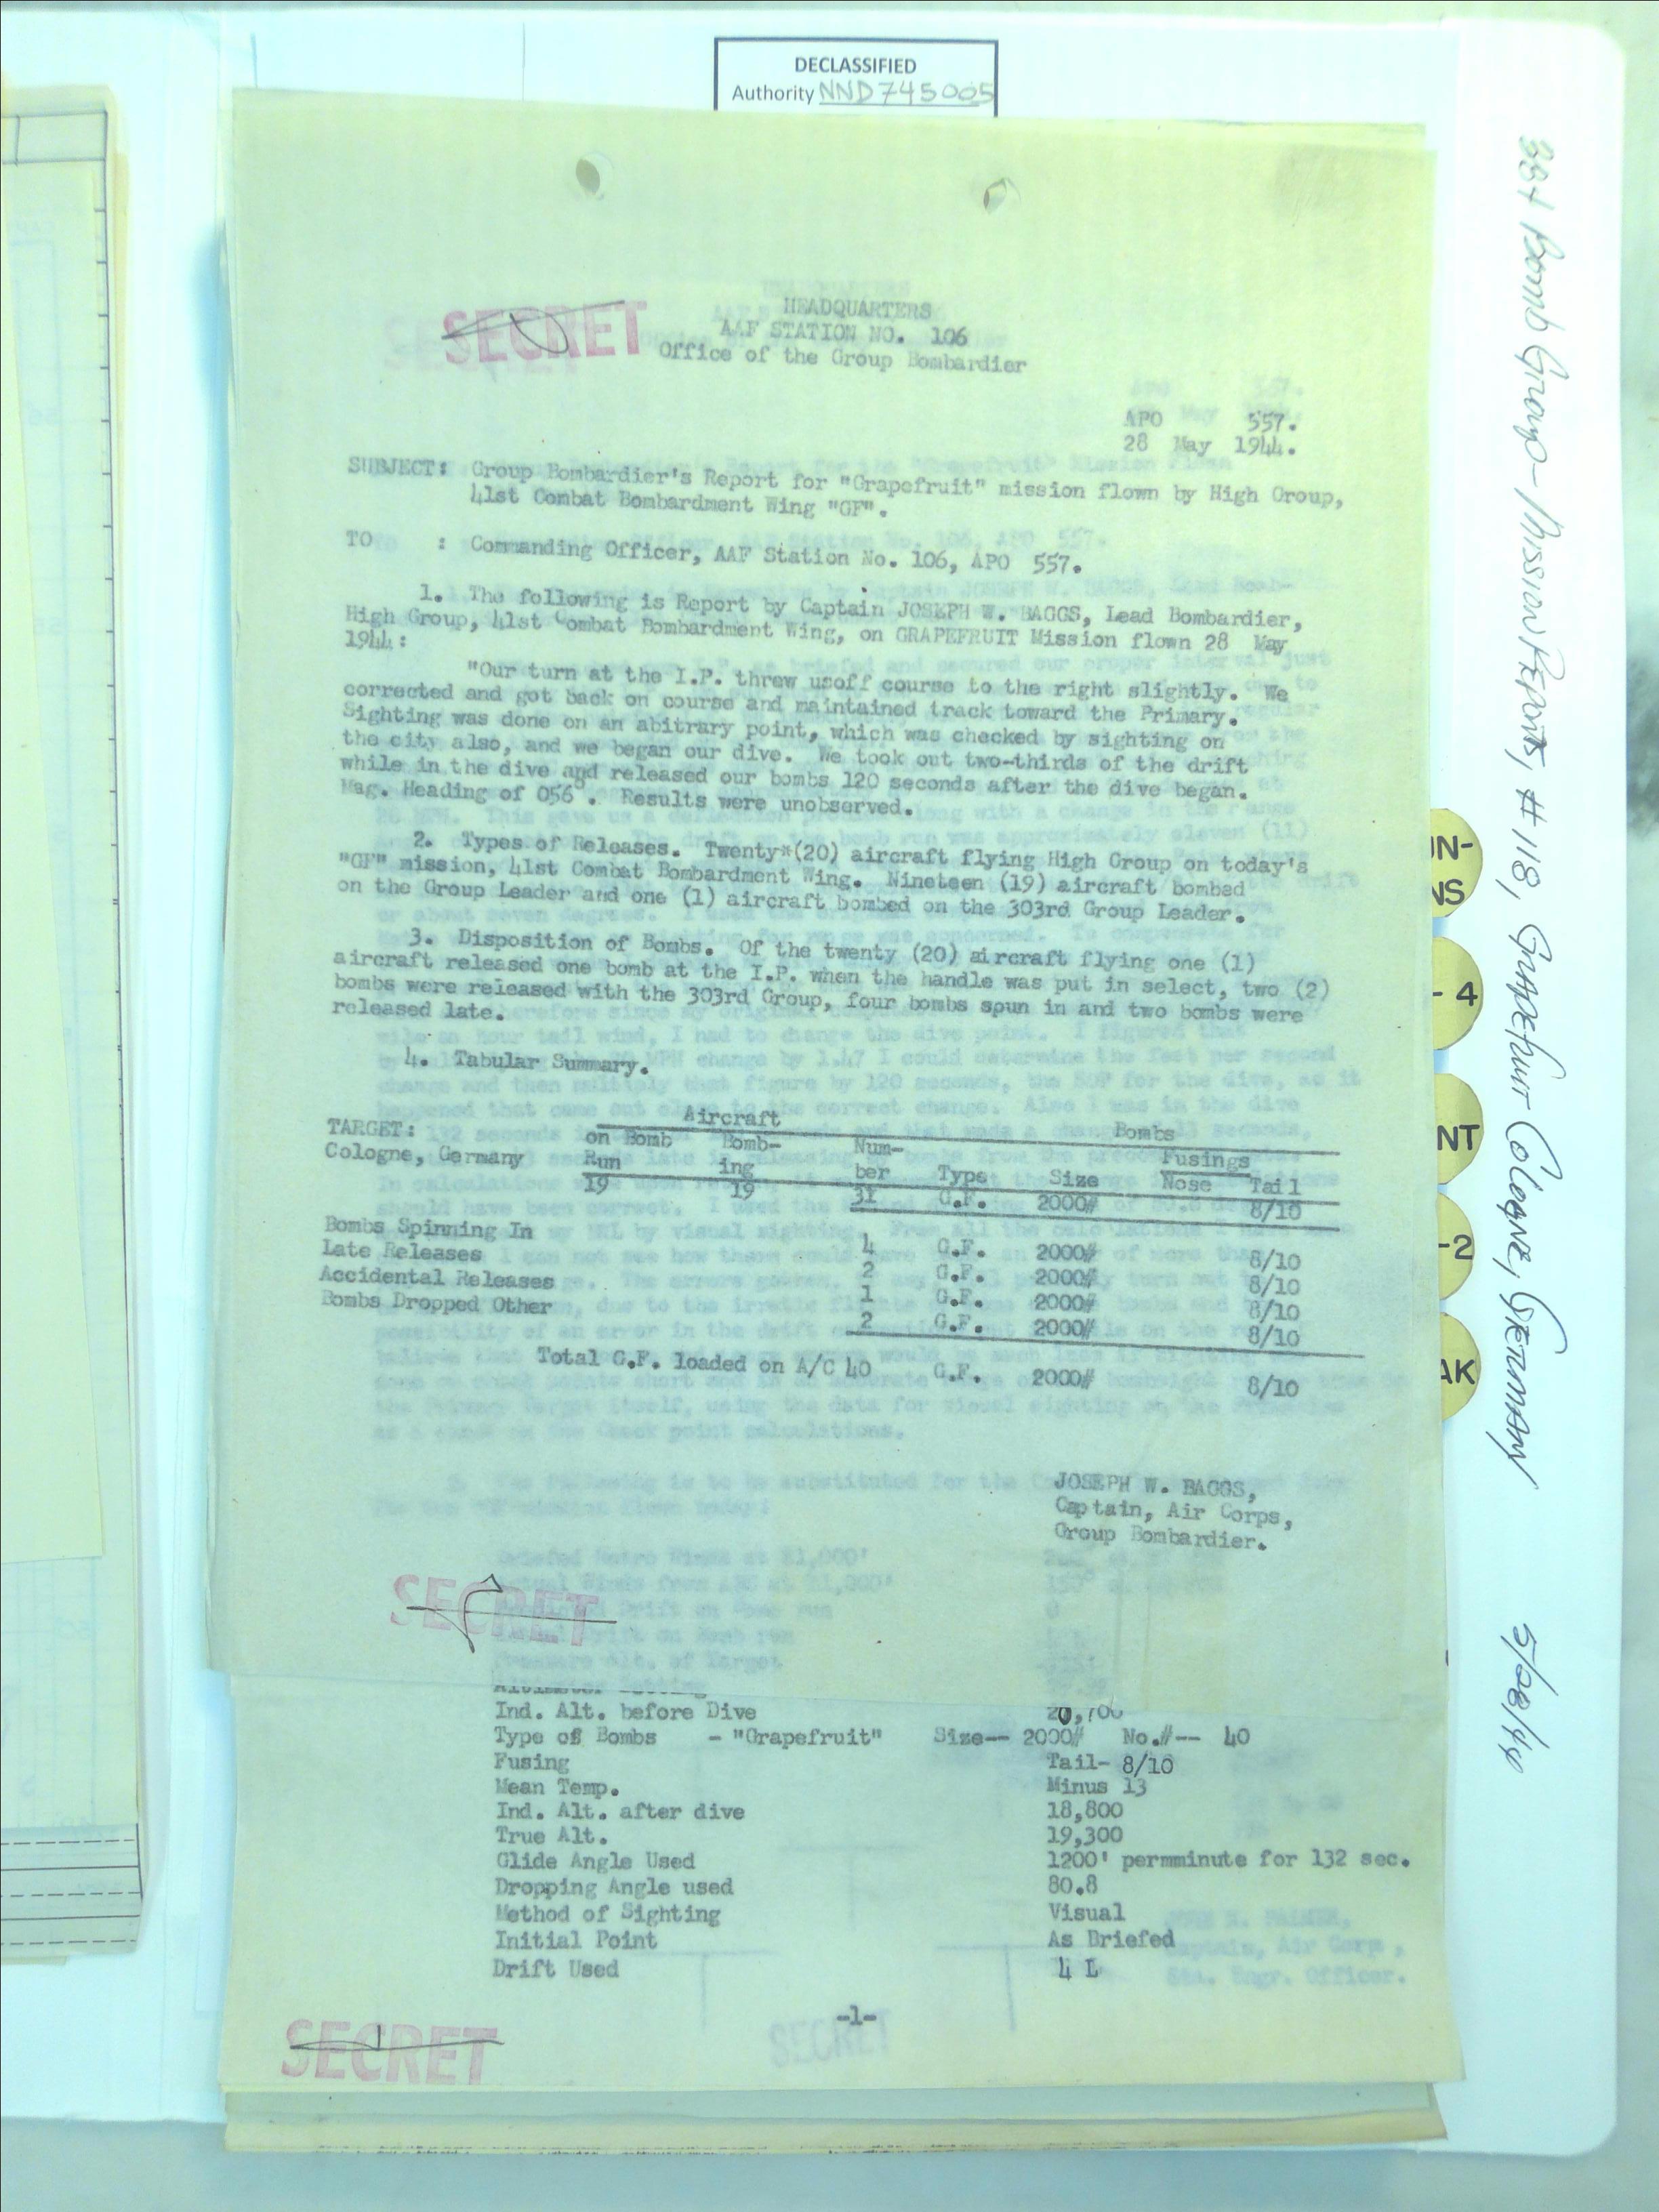 DECLASSIFIED
Authority NND 745005
SECRET
HEADQUARTERS
AAF STATION NO. 106
Office of the Group Bombardier
APO 557.
28 May 1944.
SUBJECT: Group Bombardier's Report for "Grapefruit" mission flown by High Group,
41st Combat Bombardment Wing "GF".
TO : Commanding Officer, AAF Station No. 106, APO 557.
1. The following is Report by Captain JOSEPH W. BAGGS, Lead Bombardier,
High Group, 41st Combat Bombardment Wing, on GRAPEFRUIT Mission flown 28 May
1944:
"Our turn at the I.P. threw usoff course to the right slightly. We
corrected and got back on course and maintained track toward the Primary.
Sighting was done on an abitrary point, which was checked by sighting on
the city also, and we began our dive. We took out two-thirds of the drift
while in the dive and released our bombs 120 seconds after the dive began.
Mag. Heading of 056°. Results were unobserved.
2. Types of Releases. Twenty*(20) aircraft flying High Group on today's
"GF" mission, 41st Combat Bombardment Wing. Nineteen (19) aircraft bombed
on the Group Leader and one (1) aircraft bombed on the 303rd Group Leader.
3. Disposition of Bombs. Of the twenty (20) aircraft flying one (1)
aircraft released one bomb at the I.P. when the handle was put in select, two (2)
bombs were released with the 303rd Group, four bombs spun in and two bombs were
released late.
4. Tabular Summary.
Aircraft Bombs
TARGET: on Bomb Bomb- Num- Fusings
Cologne, Germany Run ing ber Type Size Nose Tail
19 19 31 G.F. 2000# 8/10
Bombs Spinning In 4 G.F. 2000# 8/10
Late Releases 2 G.F. 2000# 8/10
Accidental Releases 1 G.F. 2000# 8/10
Bombs Dropped Other 2 G.F. 2000# 8/10
Total G.F. loaded on A/C 40 G.F. 2000# 8/10
JOSEPH W. BAGGS,
Captain, Air Corps,
Group Bombardier.
SECRET
Ind. Alt. before Dive 20,700
Type of Bombs - "Grapefruit" Size-- 2000# No.#-- 40
Fusing Tail- 8/10
Mean Temp. Minus 13
Ind. Alt. after dive 18,800
True Alt. 19,300
Glide Angle Used 1200' permminute for 132 sec.
Dropping Angle used 80.8
Method of Sighting Visual
Initial Point As Briefed
Drift Used 4 L
-1-
SECRET
SECRET
IN-
NS
- 4
NT
-2
AK
Bomb Group - Mission Reports, #118, Grapefruit Cologne, Germany 5/28/44